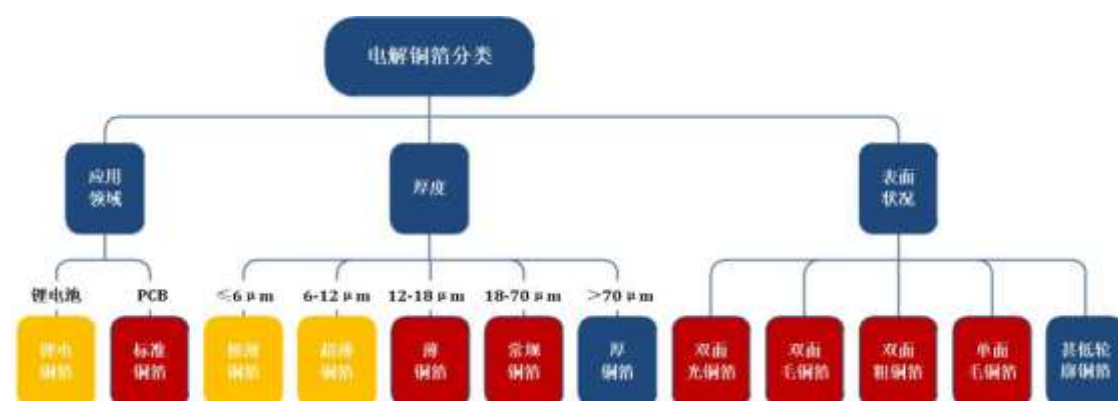 电解铜箔分类
应用
领域
厚度
表面
状况
锂电池
PCB
≤6μm
6-12μm
12-18μm
18-70μm
>70μm
锂电
铜箔
标准
铜箔
极薄
铜箔
超薄
铜箔
薄
铜箔
常规
铜箔
厚
铜箔
双面
光铜箔
双面
毛铜箔
双面
粗铜箔
单面
毛铜箔
甚低轮
廓铜箔